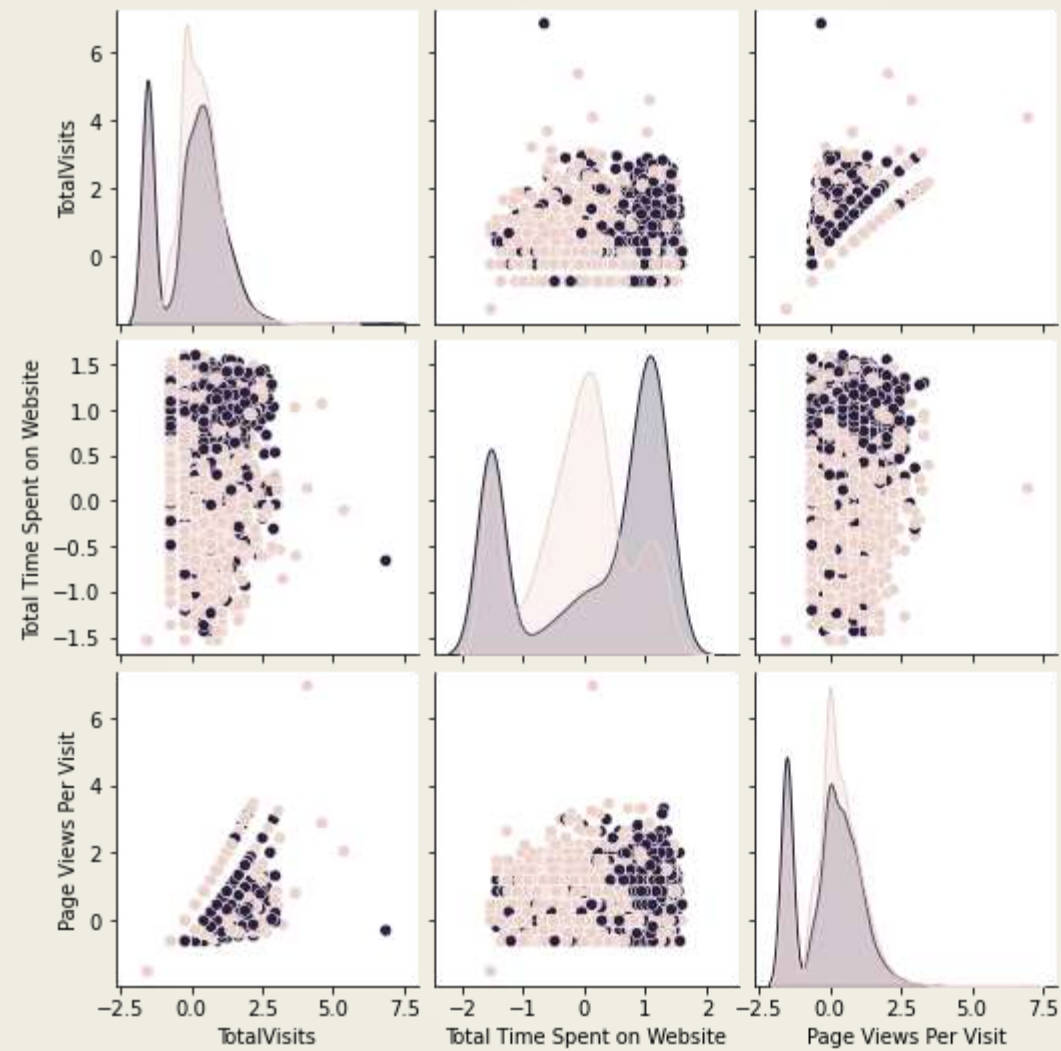 TotalVisits
6
4
2
0
Total Time Spent on Website
1.5
1.0
0.5
0.0
−0.5
−1.0
−1.5
Page Views Per Visit
6
4
2
0
−2.5 0.0 2.5 5.0 7.5
TotalVisits
−2 −1 0 1 2
Total Time Spent on Website
−2.5 0.0 2.5 5.0 7.5
Page Views Per Visit